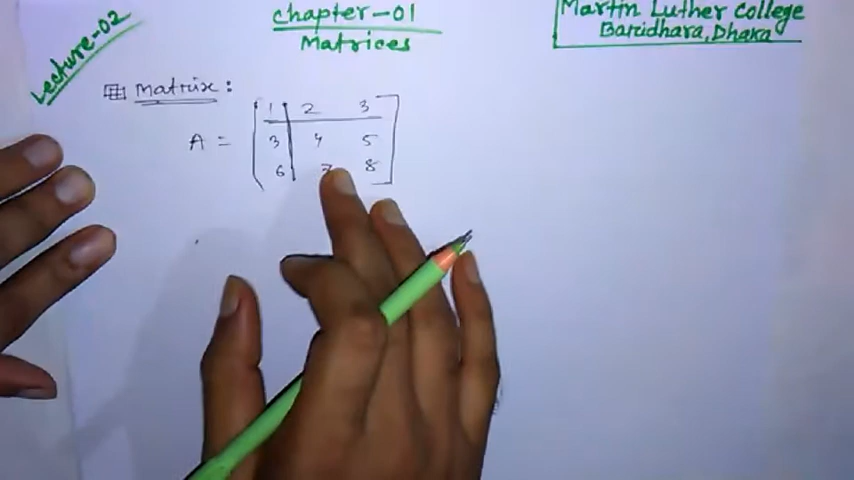 Lecture-02
chapter-01
Matrices
Martin Luther College
Baridhara, Dhaka
Matrix:
A =
1 2 3
3 4 5
6 7 8